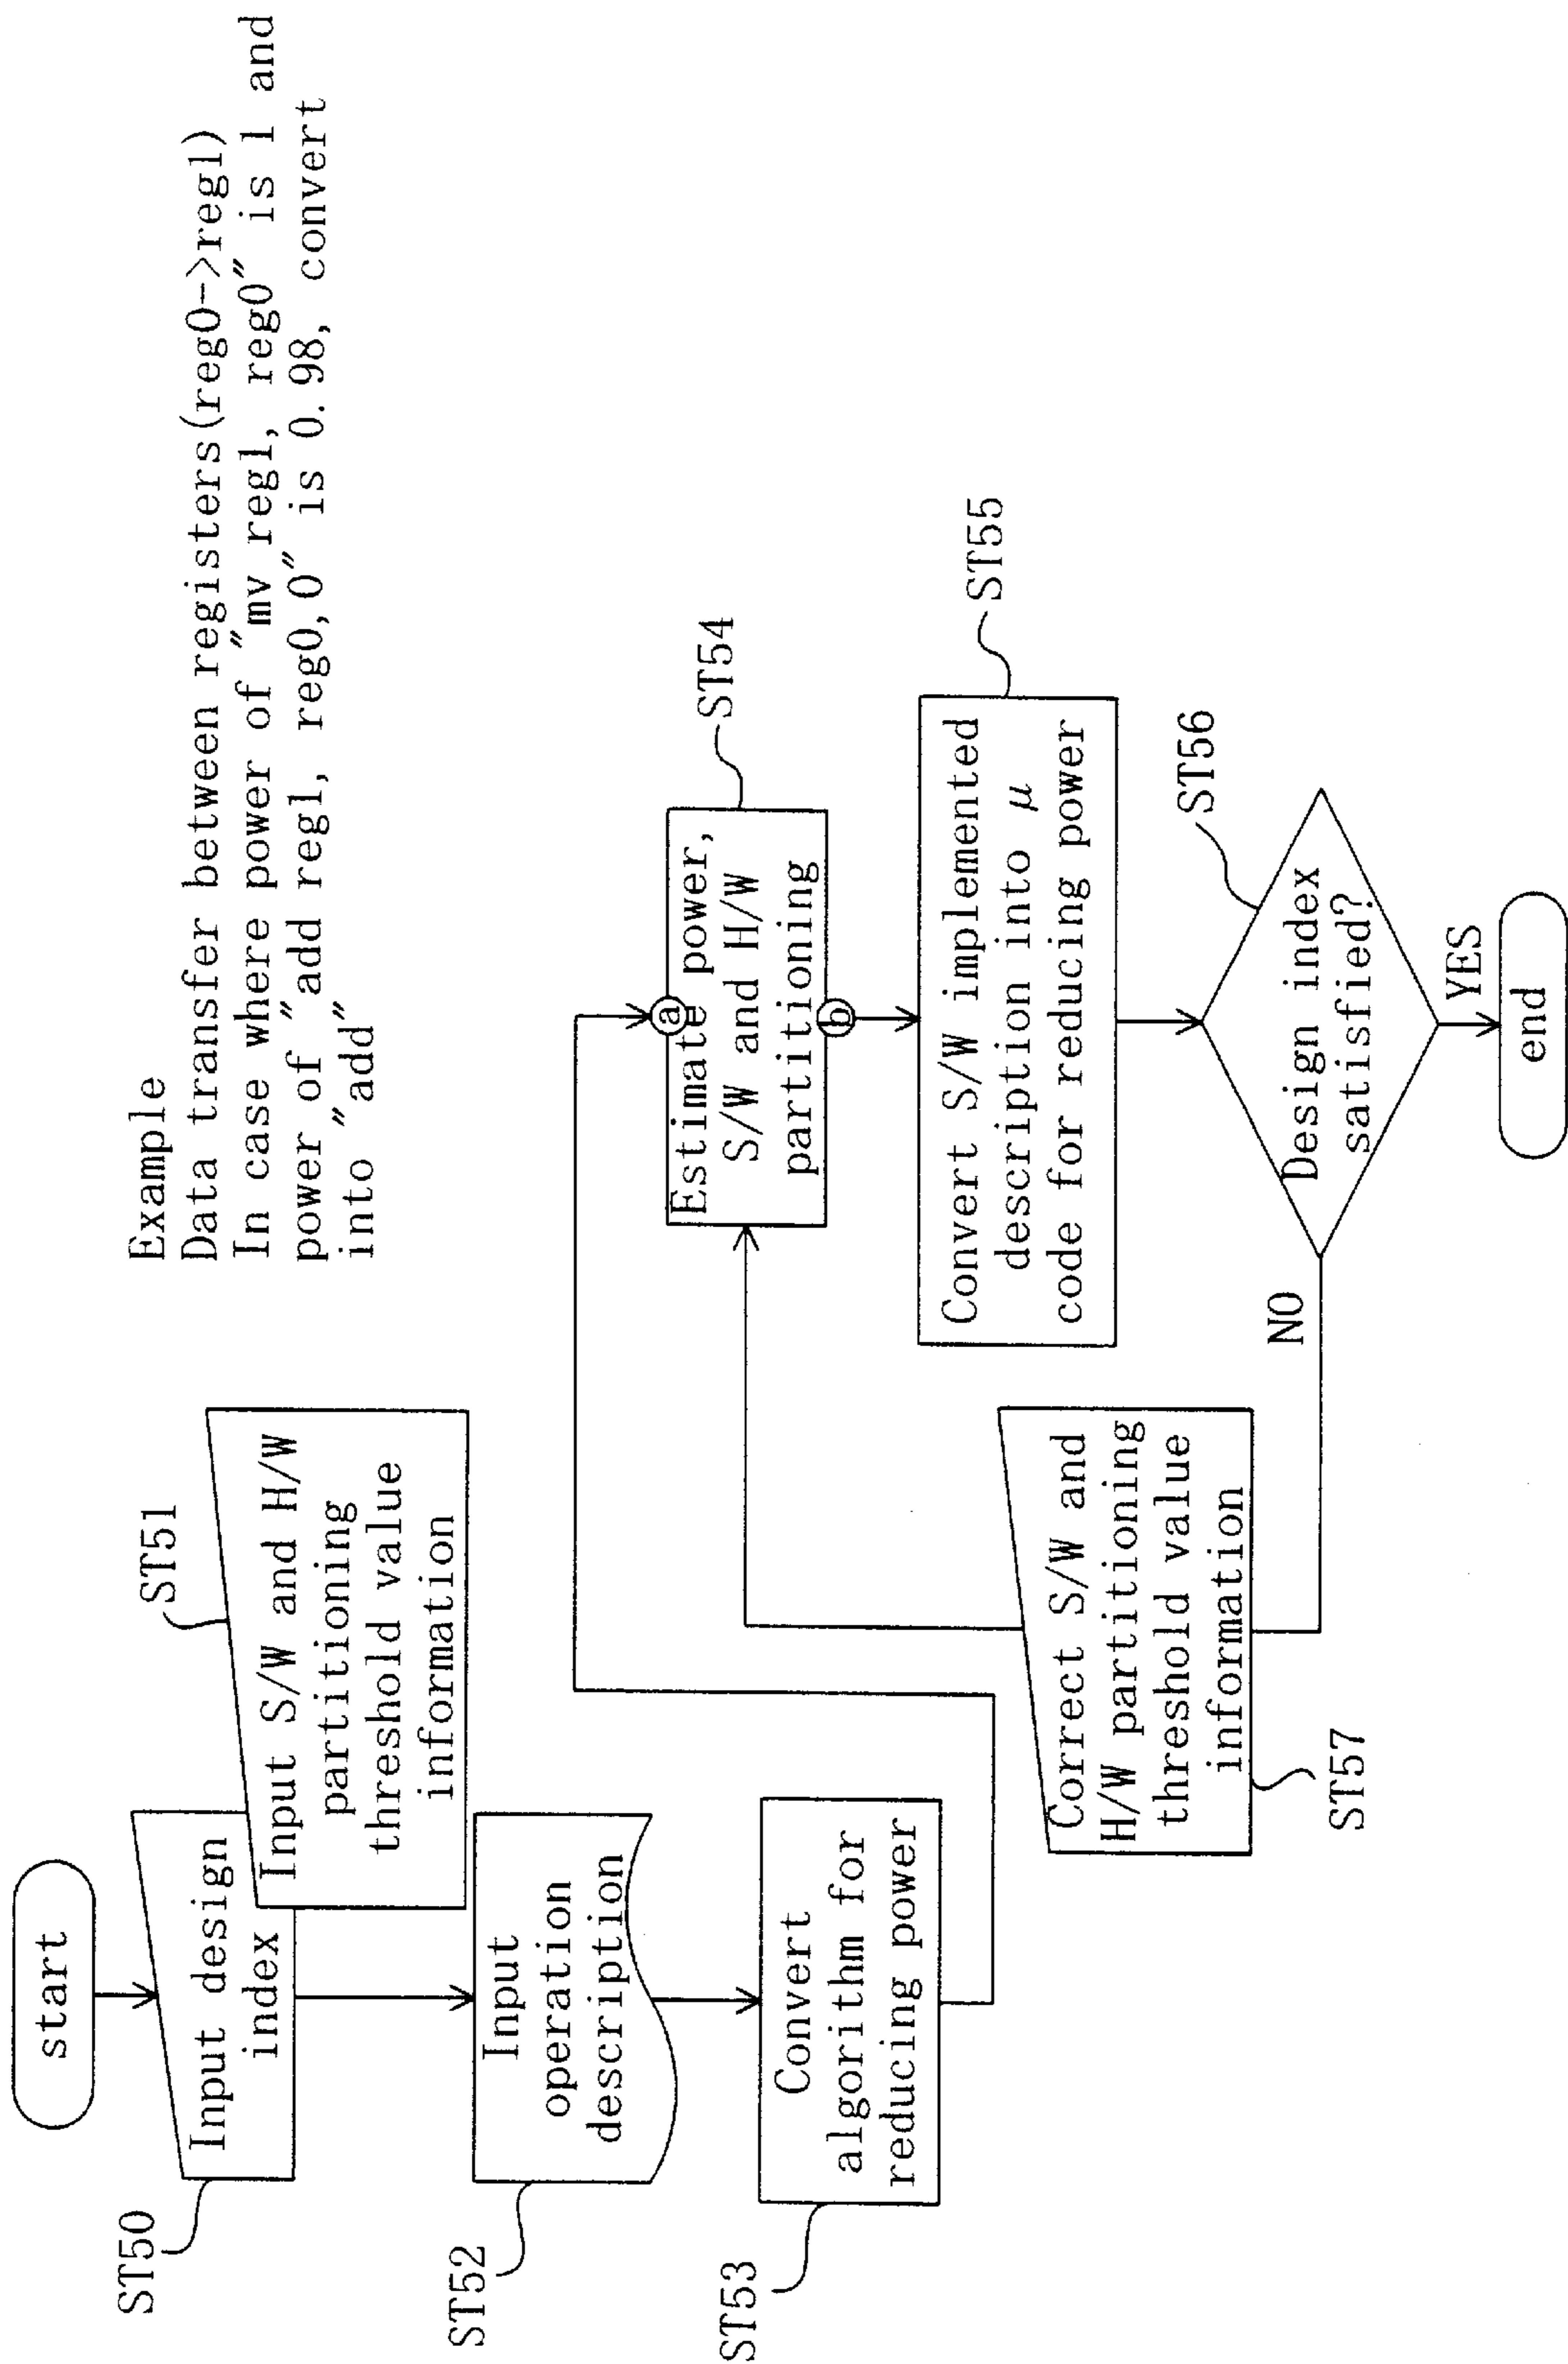 Example
Data transfer between registers(reg0->reg1)
In case where power of "mv reg1, reg0" is 1 and
power of "add reg1, reg0,0" is 0.98, convert
into "add"
start
ST50
Input design
index
ST51
Input S/W and H/W
partitioning
threshold value
information
ST52
Input
operation
description
ST53
Convert
algorithm for
reducing power
a
Estimate power,
S/W and H/W
partitioning
b
ST54
Convert S/W implemented
description into μ
code for reducing power
ST55
Design index
satisfied?
ST56
NO
YES
Correct S/W and
H/W partitioning
threshold value
information
ST57
end